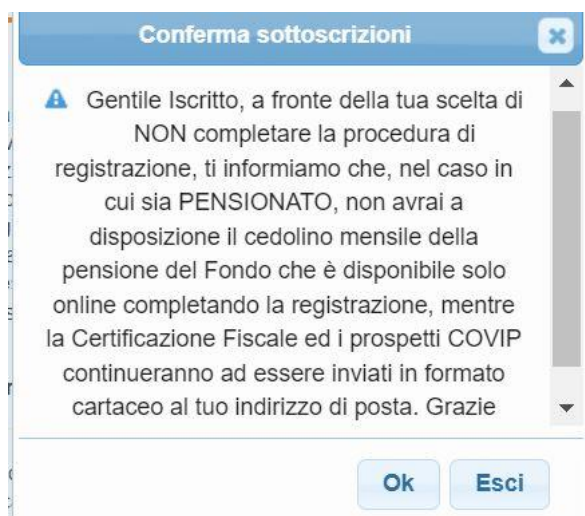 Conferma sottoscrizioni
Gentile Iscritto, a fronte della tua scelta di
NON completare la procedura di
registrazione, ti informiamo che, nel caso in
cui sia PENSIONATO, non avrai a
disposizione il cedolino mensile della
pensione del Fondo che è disponibile solo
online completando la registrazione, mentre
la Certificazione Fiscale ed i prospetti COVIP
continueranno ad essere inviati in formato
cartaceo al tuo indirizzo di posta. Grazie
Ok Esci